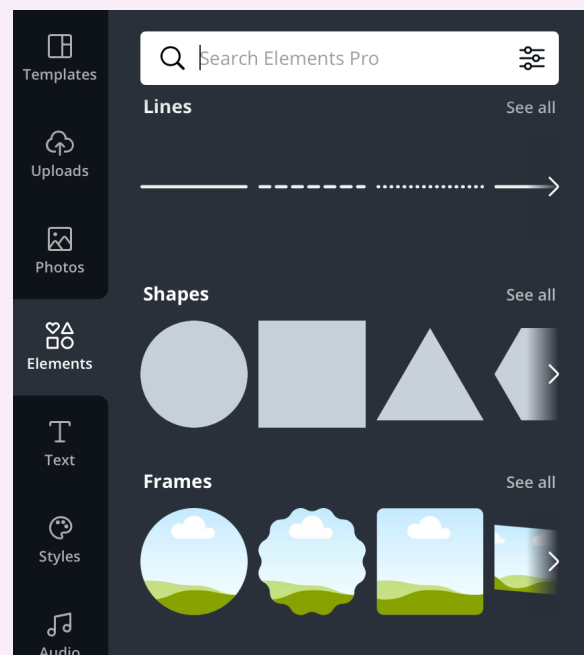 Templates
Uploads
Photos
Elements
Text
Styles
Audio
Search Elements Pro
Lines See all
Shapes See all
Frames See all